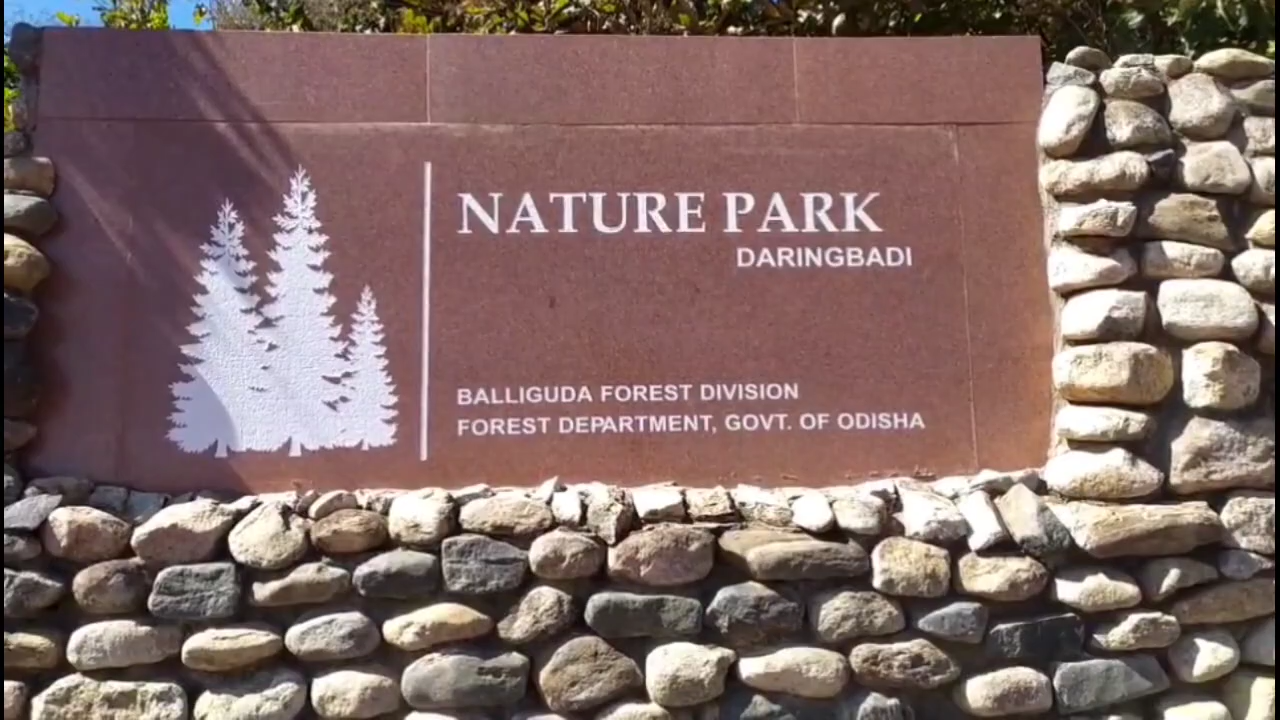 NATURE PARK
DARINGBADI
BALLIGUDA FOREST DIVISION
FOREST DEPARTMENT, GOVT. OF ODISHA